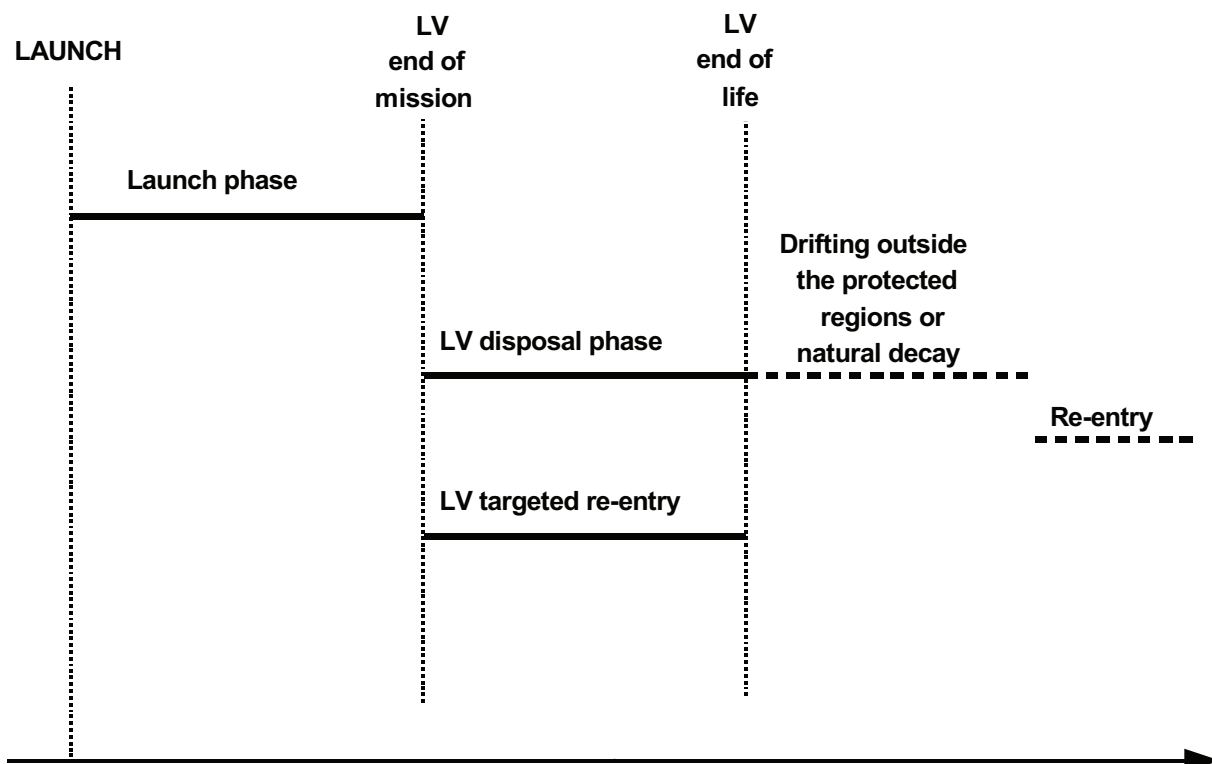 LAUNCH
LV
end of
mission
LV
end of
life
Launch phase
Drifting outside
the protected
regions or
natural decay
LV disposal phase
Re-entry
LV targeted re-entry